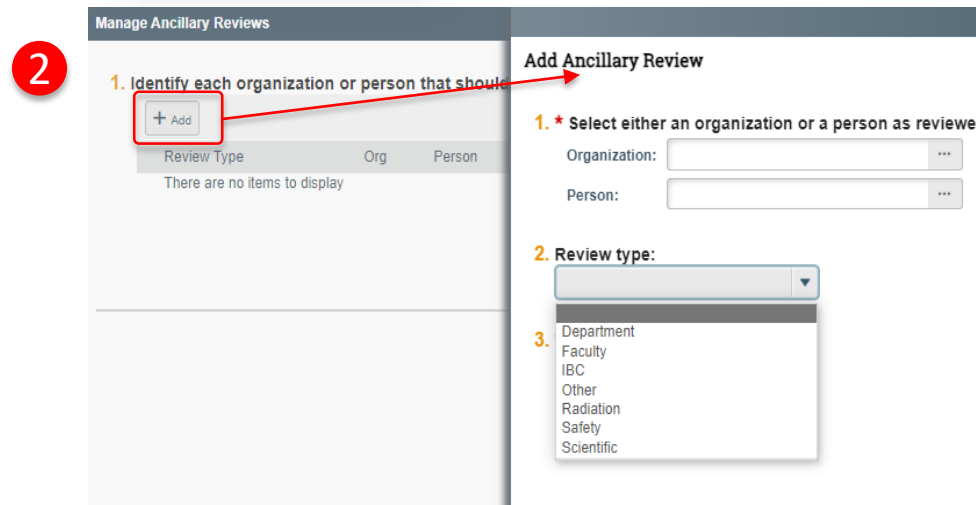 2
Manage Ancillary Reviews
1. Identify each organization or person that should
+ Add
Review Type Org Person
There are no items to display
Add Ancillary Review
1. * Select either an organization or a person as reviewe
Organization: ...
Person: ...
2. Review type:
3.
Department
Faculty
IBC
Other
Radiation
Safety
Scientific